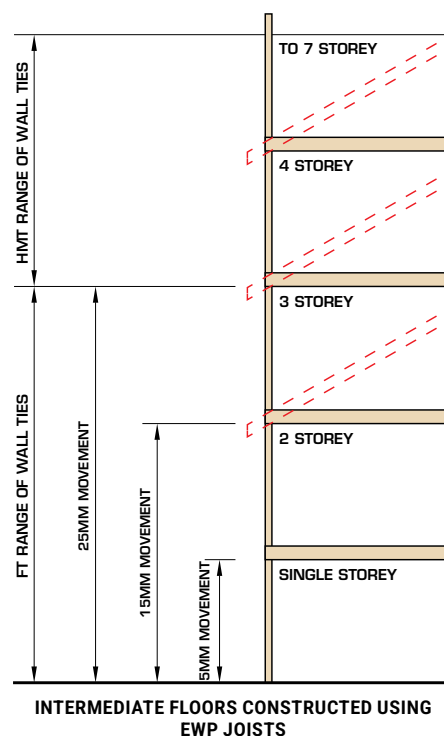 TO 7 STOREY
4 STOREY
3 STOREY
2 STOREY
SINGLE STOREY
HMT RANGE OF WALL TIES
FT RANGE OF WALL TIES
25MM MOVEMENT
15MM MOVEMENT
5MM MOVEMENT
INTERMEDIATE FLOORS CONSTRUCTED USING
EWP JOISTS